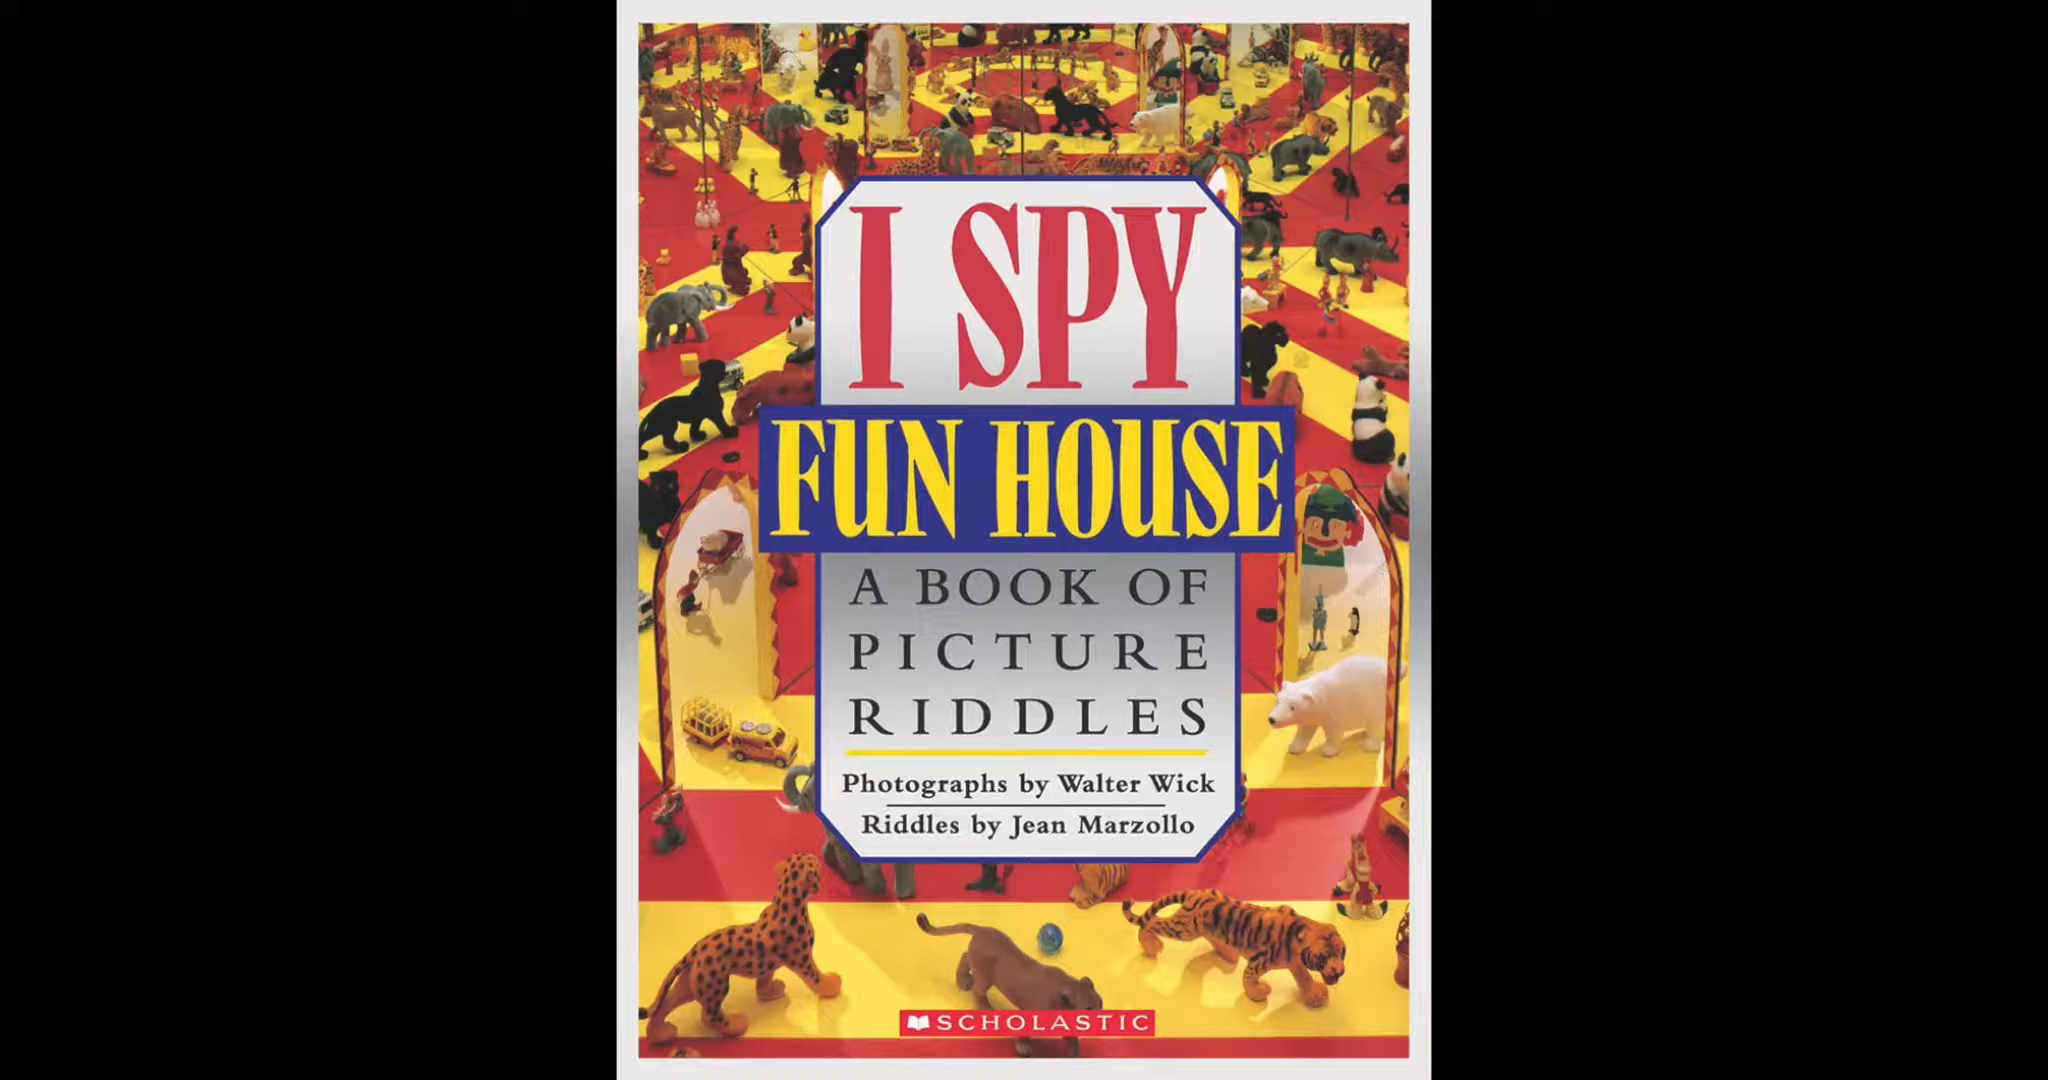 I SPY
FUN HOUSE
A BOOK OF
PICTURE
RIDDLES
Photographs by Walter Wick
Riddles by Jean Marzollo
SCHOLASTIC